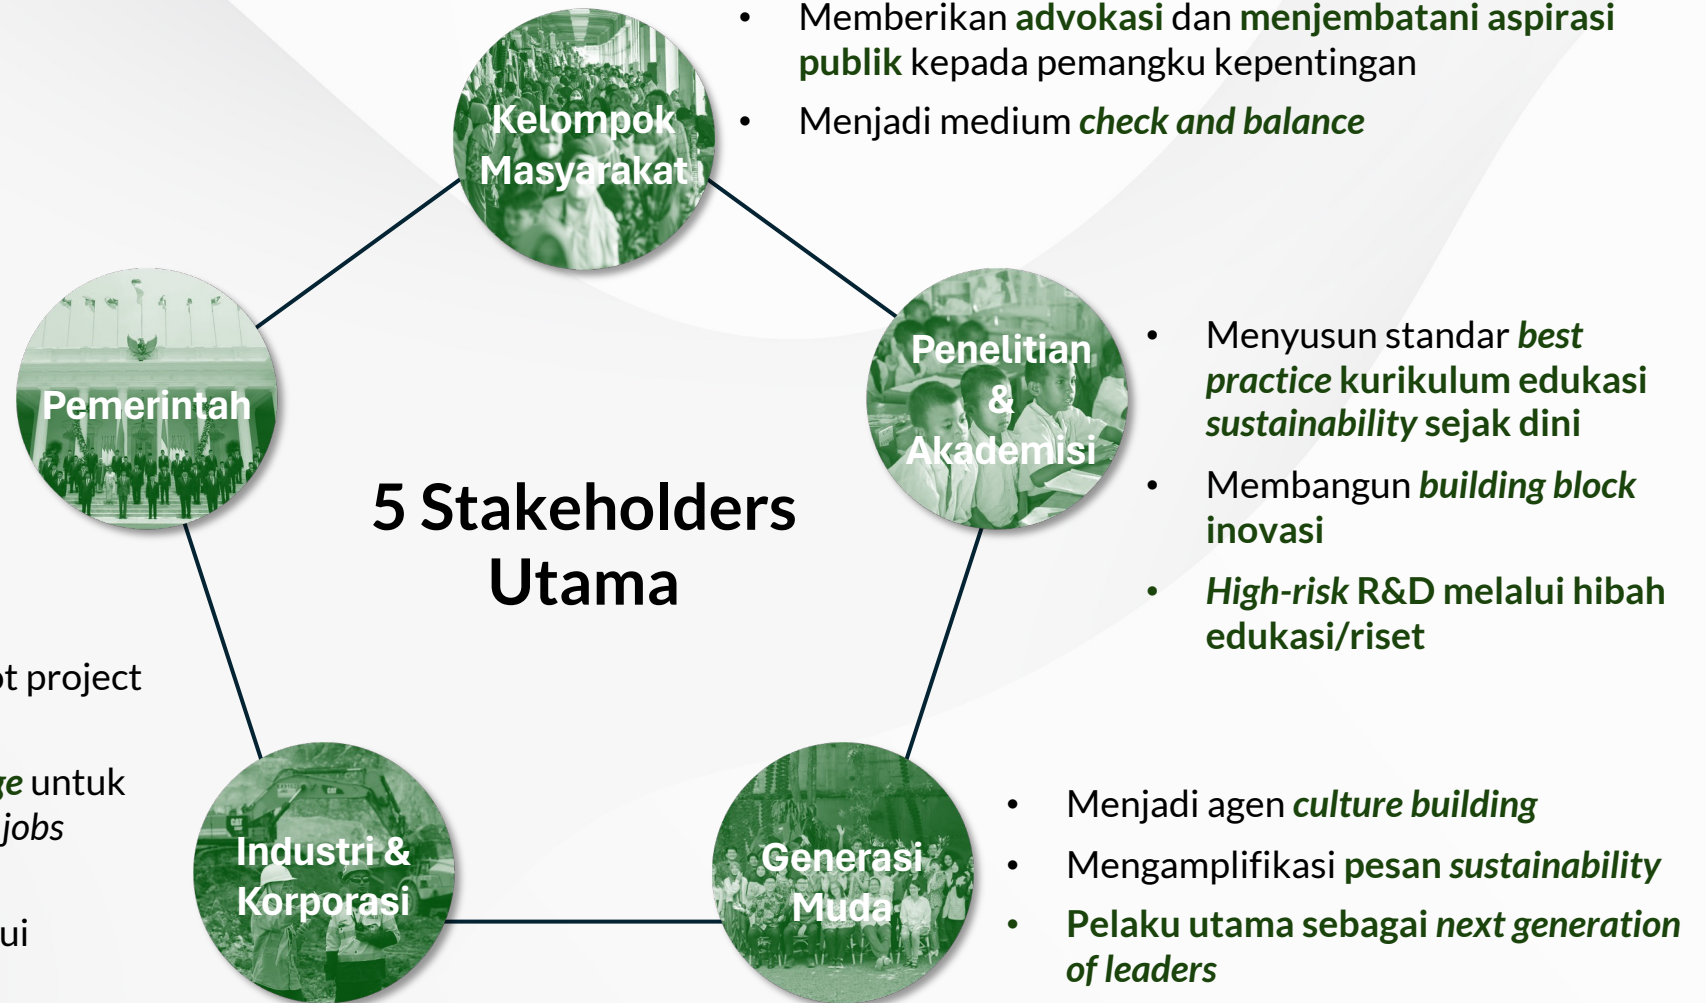 • Memberikan advokasi dan menjembatani aspirasi
publik kepada pemangku kepentingan
• Menjadi medium check and balance
Kelompok
Masyarakat
Pemerintah
Penelitian
&
Akademisi
• Menyusun standar best
practice kurikulum edukasi
sustainability sejak dini
• Membangun building block
inovasi
• High-risk R&D melalui hibah
edukasi/riset
5 Stakeholders
Utama
project
untuk
jobs
Industri &
Korporasi
Generasi
Muda
• Menjadi agen culture building
• Mengamplifikasi pesan sustainability
• Pelaku utama sebagai next generation
of leaders